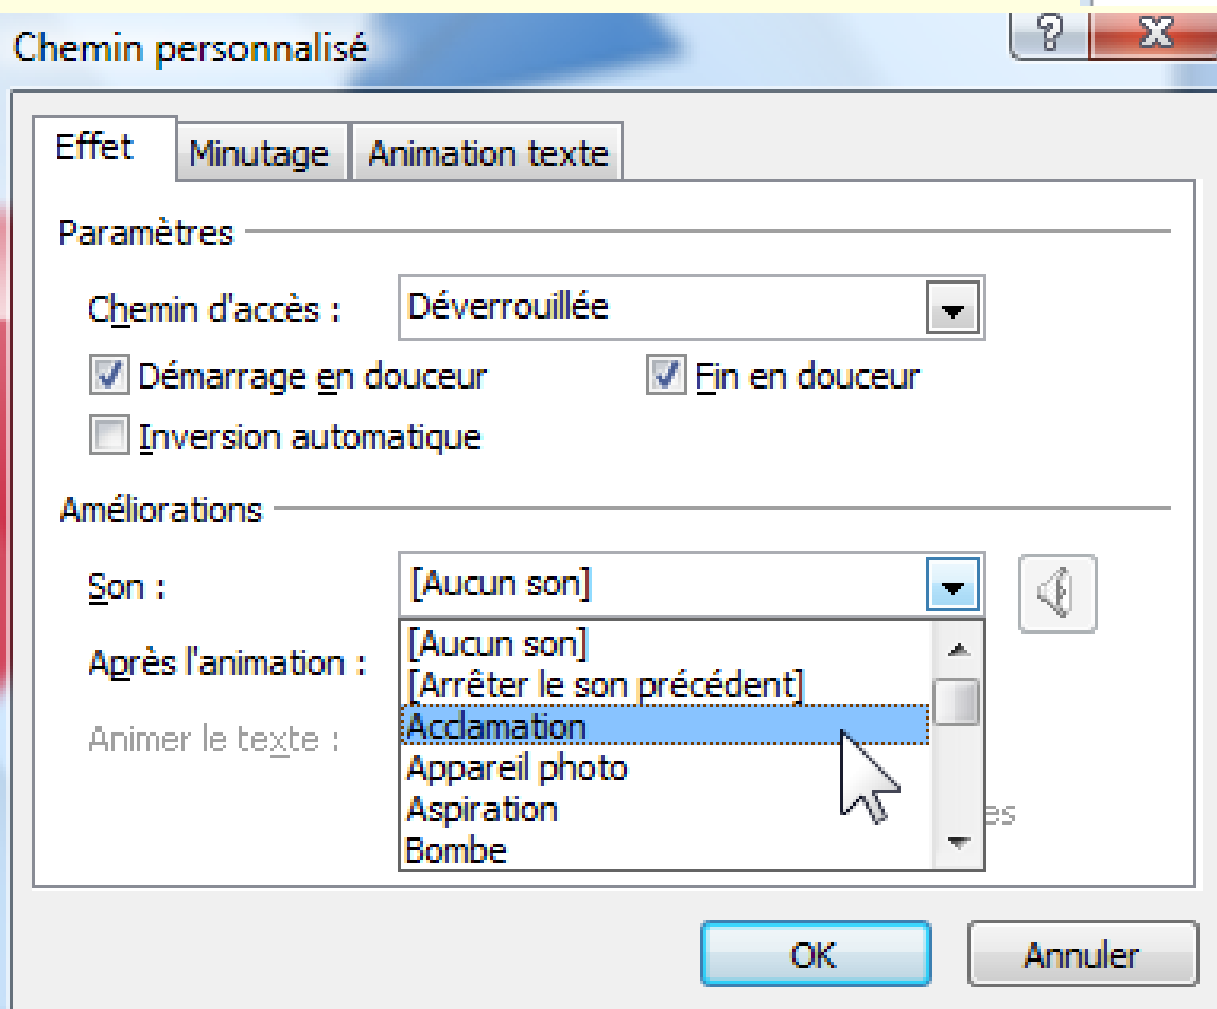 Chemin personnalisé
?
Effet Minutage Animation texte
Paramètres
Chemin d'accès : Déverrouillée
Démarrage en douceur Fin en douceur
Inversion automatique
Améliorations
Son : [Aucun son]
[Aucun son]
Après l'animation :
[Arrêter le son précédent]
Acclamation
Animer le texte :
Appareil photo
Aspiration
es
Bombe
OK Annuler